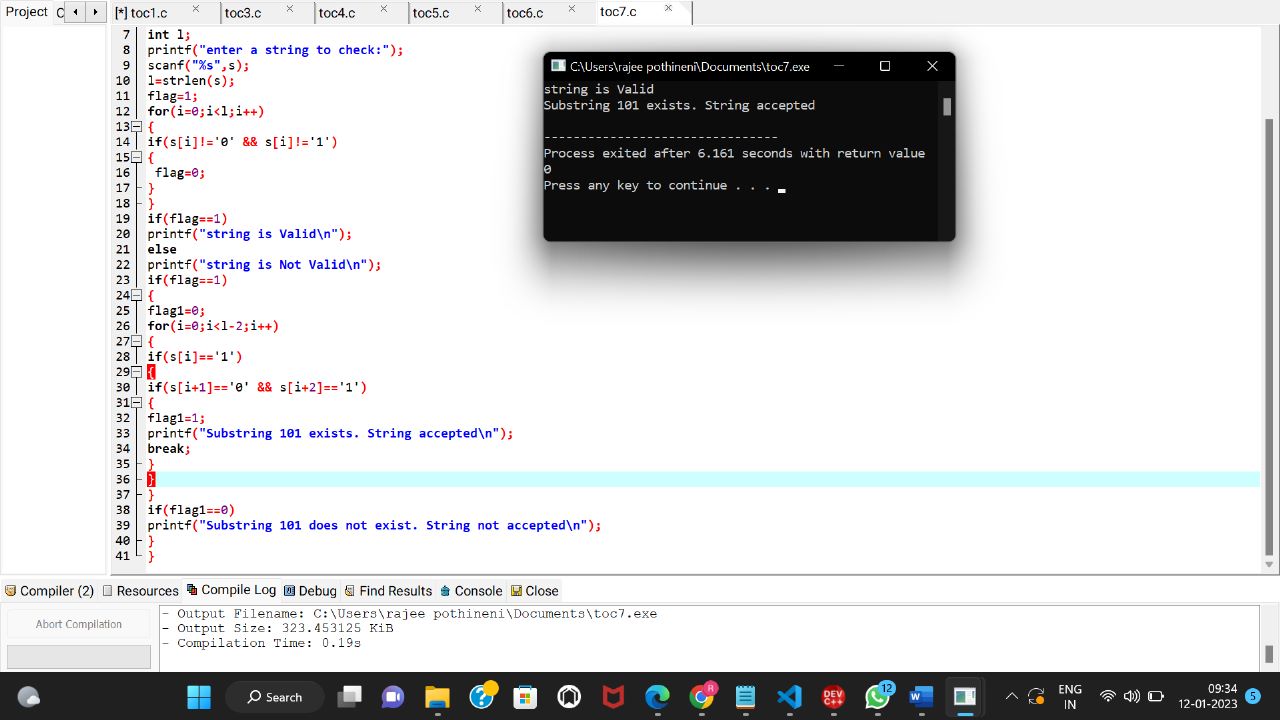 Project C
[*] toc1.c toc3.c toc4.c toc5.c toc6.c toc7.c
7 int l;
8 printf("enter a string to check:");
9 scanf("%s",s);
10 l=strlen(s);
11 flag=1;
12 for(i=0;i<l;i++)
13 {
14 if(s[i]!='0' && s[i]!='1')
15 {
16 flag=0;
17 }
18 }
19 if(flag==1)
20 printf("string is Valid\n");
21 else
22 printf("string is Not Valid\n");
23 if(flag==1)
24 {
25 flag1=0;
26 for(i=0;i<l-2;i++)
27 {
28 if(s[i]=='1')
29 {
30 if(s[i+1]=='0' && s[i+2]=='1')
31 {
32 flag1=1;
33 printf("Substring 101 exists. String accepted\n");
34 break;
35 }
36 }
37 }
38 if(flag1==0)
39 printf("Substring 101 does not exist. String not accepted\n");
40 }
41 }
C:\Users\rajee pothineni\Documents\toc7.exe
string is Valid
Substring 101 exists. String accepted
--------------------------------
Process exited after 6.161 seconds with return value
0
Press any key to continue . . .
Compiler (2) Resources Compile Log Debug Find Results Console Close
Abort Compilation
- Output Filename: C:\Users\rajee pothineni\Documents\toc7.exe
- Output Size: 323.453125 KiB
- Compilation Time: 0.19s
Search
R
DEV
C++
12
ENG
IN
09:34
12-01-2023
5